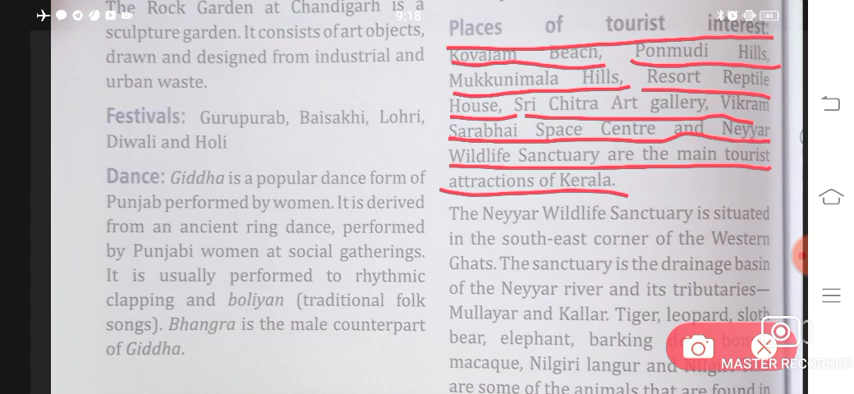 The Rock Garden at Chandigarh is a
sculpture garden. It consists of art objects,
drawn and designed from industrial and
urban waste.
Festivals: Gurupurab, Baisakhi, Lohri,
Diwali and Holi
Dance: Giddha is a popular dance form of
Punjab performed by women. It is derived
from an ancient ring dance, performed
by Punjabi women at social gatherings.
It is usually performed to rhythmic
clapping and boliyan (traditional folk
songs). Bhangra is the male counterpart
of Giddha.
9:18
49
Places of tourist interest:
Kovalam Beach, Ponmudi Hills,
Mukkunimala Hills, Resort Reptile
House, Sri Chitra Art gallery, Vikram
Sarabhai Space Centre and Neyyar
Wildlife Sanctuary are the main tourist
attractions of Kerala.
The Neyyar Wildlife Sanctuary is situated
in the south-east corner of the Western
Ghats. The sanctuary is the drainage basin
of the Neyyar river and its tributaries—
Mullayar and Kallar. Tiger, leopard, sloth
bear, elephant, barking
macaque, Nilgiri langur and
are some of the animals that are found in
MASTER RECORDER